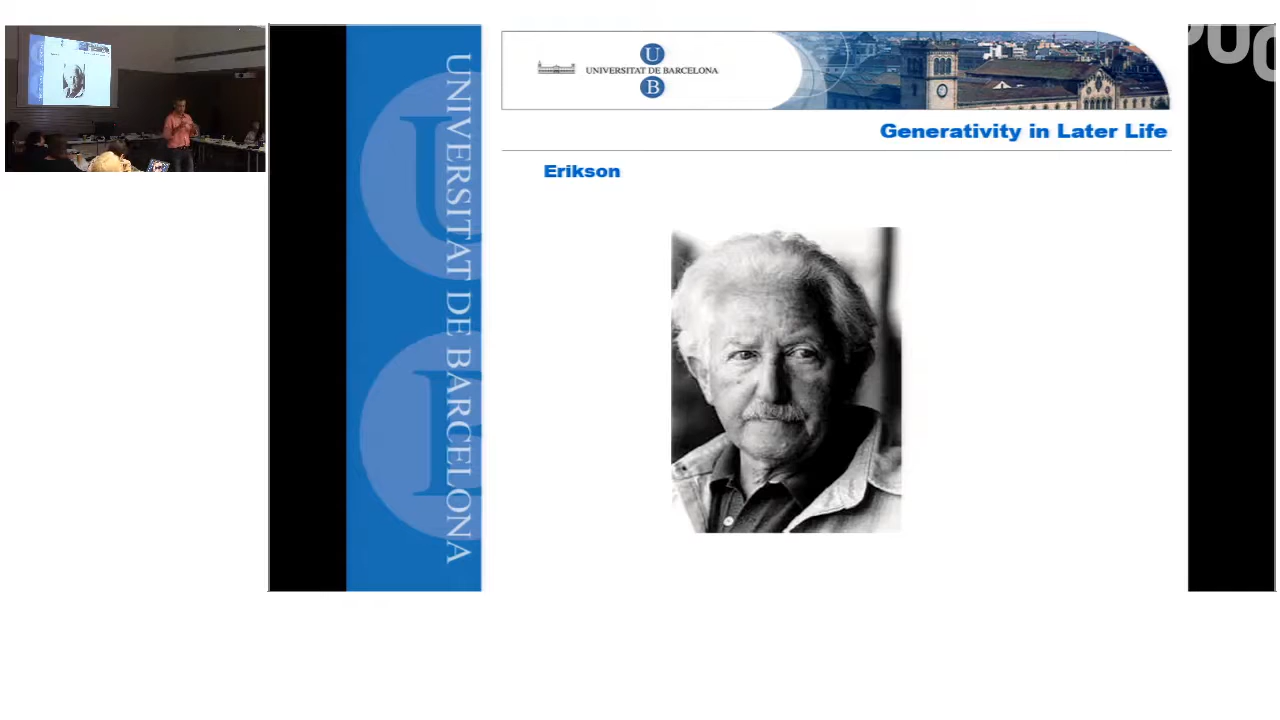 UNIVERSITAT DE BARCELONA
U
UNIVERSITAT DE BARCELONA
B
Generativity in Later Life
Erikson